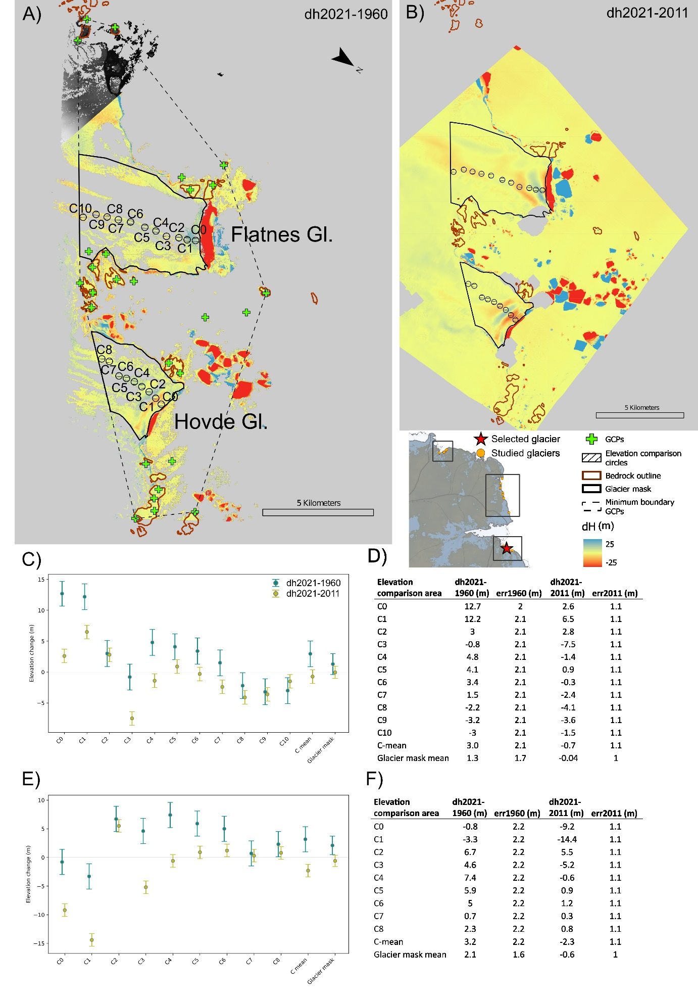 A)
dh2021-1960
N
C10
C8
C6
C9
C7
C4
C2
C0
C5
C3
C1
Flatnes Gl.
C8
C7
C6
C4
C5
C2
C3
C0
C1
Hovde Gl.
5 Kilometers
B)
dh2021-2011
5 Kilometers
Selected glacier
Studied glaciers
GCPs
Elevation comparison
circles
Bedrock outline
Glacier mask
Minimum boundary
GCPs
dH (m)
25
-25
C)
Elevation change (m)
15
10
5
0
−5
dh2021-1960
dh2021-2011
C0 C1 C2 C3 C4 C5 C6 C7 C8 C9 C10 C mean Glacier mask
D)
Elevation dh2021- dh2021-
comparison area 1960 (m) err1960 (m) 2011 (m) err2011 (m)
C0 12.7 2 2.6 1.1
C1 12.2 2.1 6.5 1.1
C2 3 2.1 2.8 1.1
C3 -0.8 2.1 -7.5 1.1
C4 4.8 2.1 -1.4 1.1
C5 4.1 2.1 0.9 1.1
C6 3.4 2.1 -0.3 1.1
C7 1.5 2.1 -2.4 1.1
C8 -2.2 2.1 -4.1 1.1
C9 -3.2 2.1 -3.6 1.1
C10 -3 2.1 -1.5 1.1
C-mean 3.0 2.1 -0.7 1.1
Glacier mask mean 1.3 1.7 -0.04 1
E)
Elevation change (m)
10
5
0
−5
−10
−15
C0 C1 C2 C3 C4 C5 C6 C7 C8 C mean Glacier mask
F)
Elevation dh2021- dh2021-
comparison area 1960 (m) err1960 (m) 2011 (m) err2011 (m)
C0 -0.8 2.2 -9.2 1.1
C1 -3.3 2.2 -14.4 1.1
C2 6.7 2.2 5.5 1.1
C3 4.6 2.2 -5.2 1.1
C4 7.4 2.2 -0.6 1.1
C5 5.9 2.2 0.9 1.1
C6 5 2.2 1.2 1.1
C7 0.7 2.2 0.3 1.1
C8 2.3 2.2 0.8 1.1
C-mean 3.2 2.2 -2.3 1.1
Glacier mask mean 2.1 1.6 -0.6 1